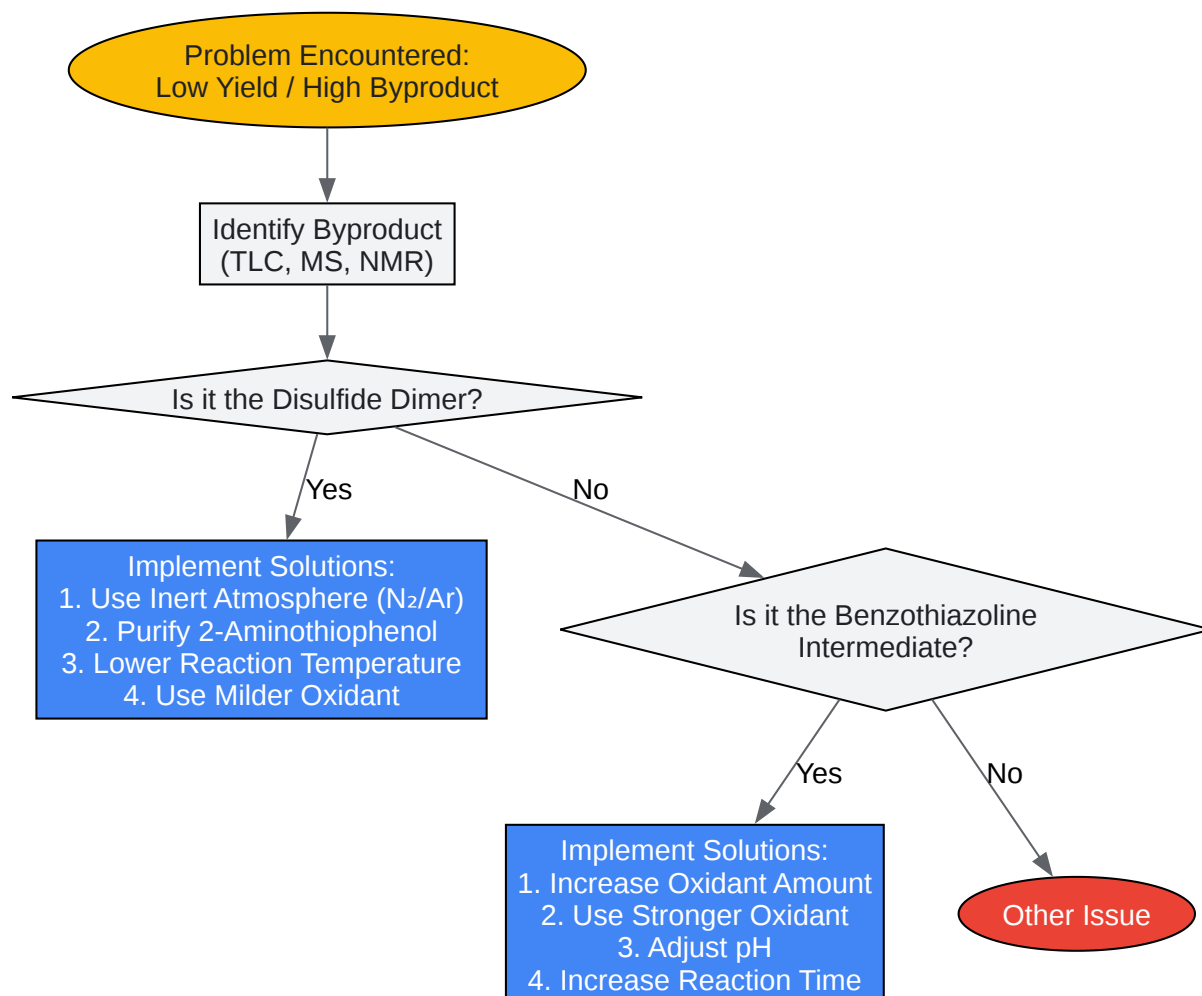 Problem Encountered:
Low Yield / High Byproduct
Identify Byproduct
(TLC, MS, NMR)
Is it the Disulfide Dimer?
Yes
No
Implement Solutions:
1. Use Inert Atmosphere (N₂/Ar)
2. Purify 2-Aminothiophenol
3. Lower Reaction Temperature
4. Use Milder Oxidant
Is it the Benzothiazoline
Intermediate?
Yes
No
Implement Solutions:
1. Increase Oxidant Amount
2. Use Stronger Oxidant
3. Adjust pH
4. Increase Reaction Time
Other Issue